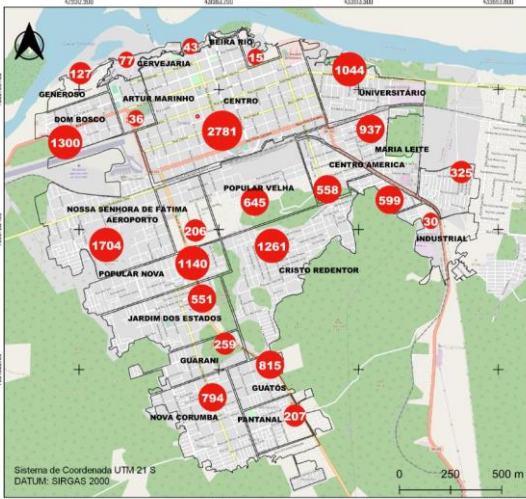 43
BEIRA RIO
15
77
CERVEJARIA
127
1044
GENEROSO
ARTUR MARINHO
CENTRO
UNIVERSITÁRIO
DOM BOSCO
36
1300
2781
937
MARIA LEITE
CENTRO AMERICA
325
POPULAR VELHA
558
645
599
NOSSA SENHORA DE FÁTIMA
AEROPORTO
206
30
INDUSTRIAL
1704
1261
1140
POPULAR NOVA
CRISTO REDENTOR
551
JARDIM DOS ESTADOS
259
GUARANI
815
GUATÓS
794
NOVA CORUMBA
PANTANAL
207
Sistema de Coordenada UTM 21 S
DATUM: SIRGAS 2000
0 250 500 m